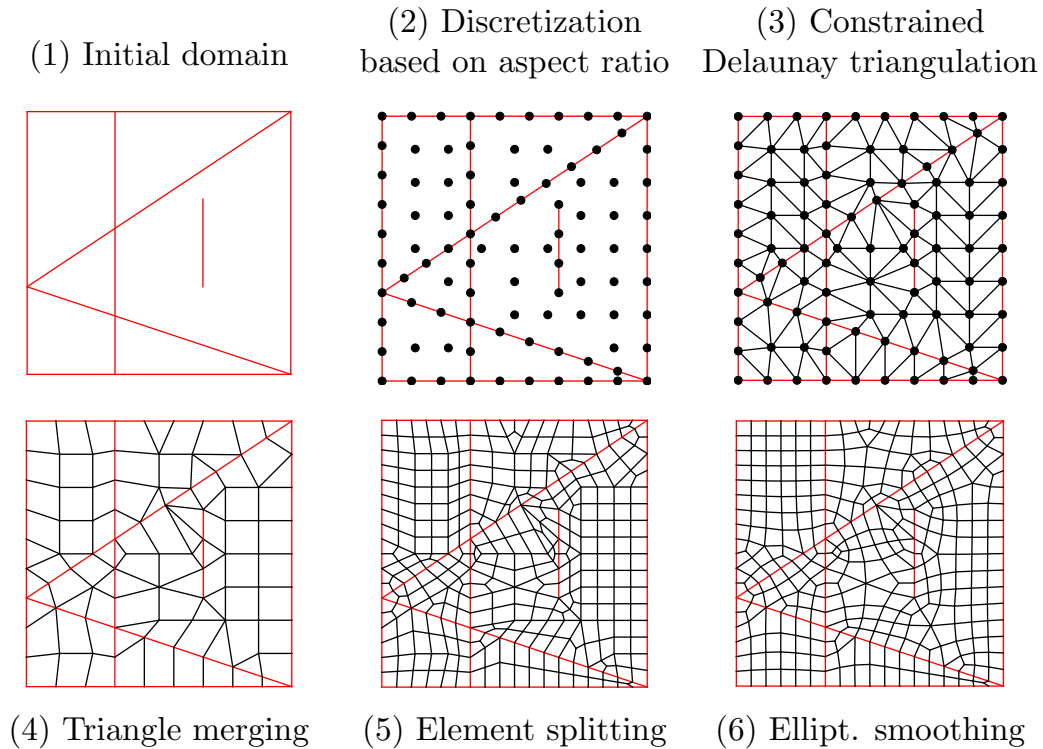 (1) Initial domain
(2) Discretization
based on aspect ratio
(3) Constrained
Delaunay triangulation
(4) Triangle merging
(5) Element splitting
(6) Ellipt. smoothing